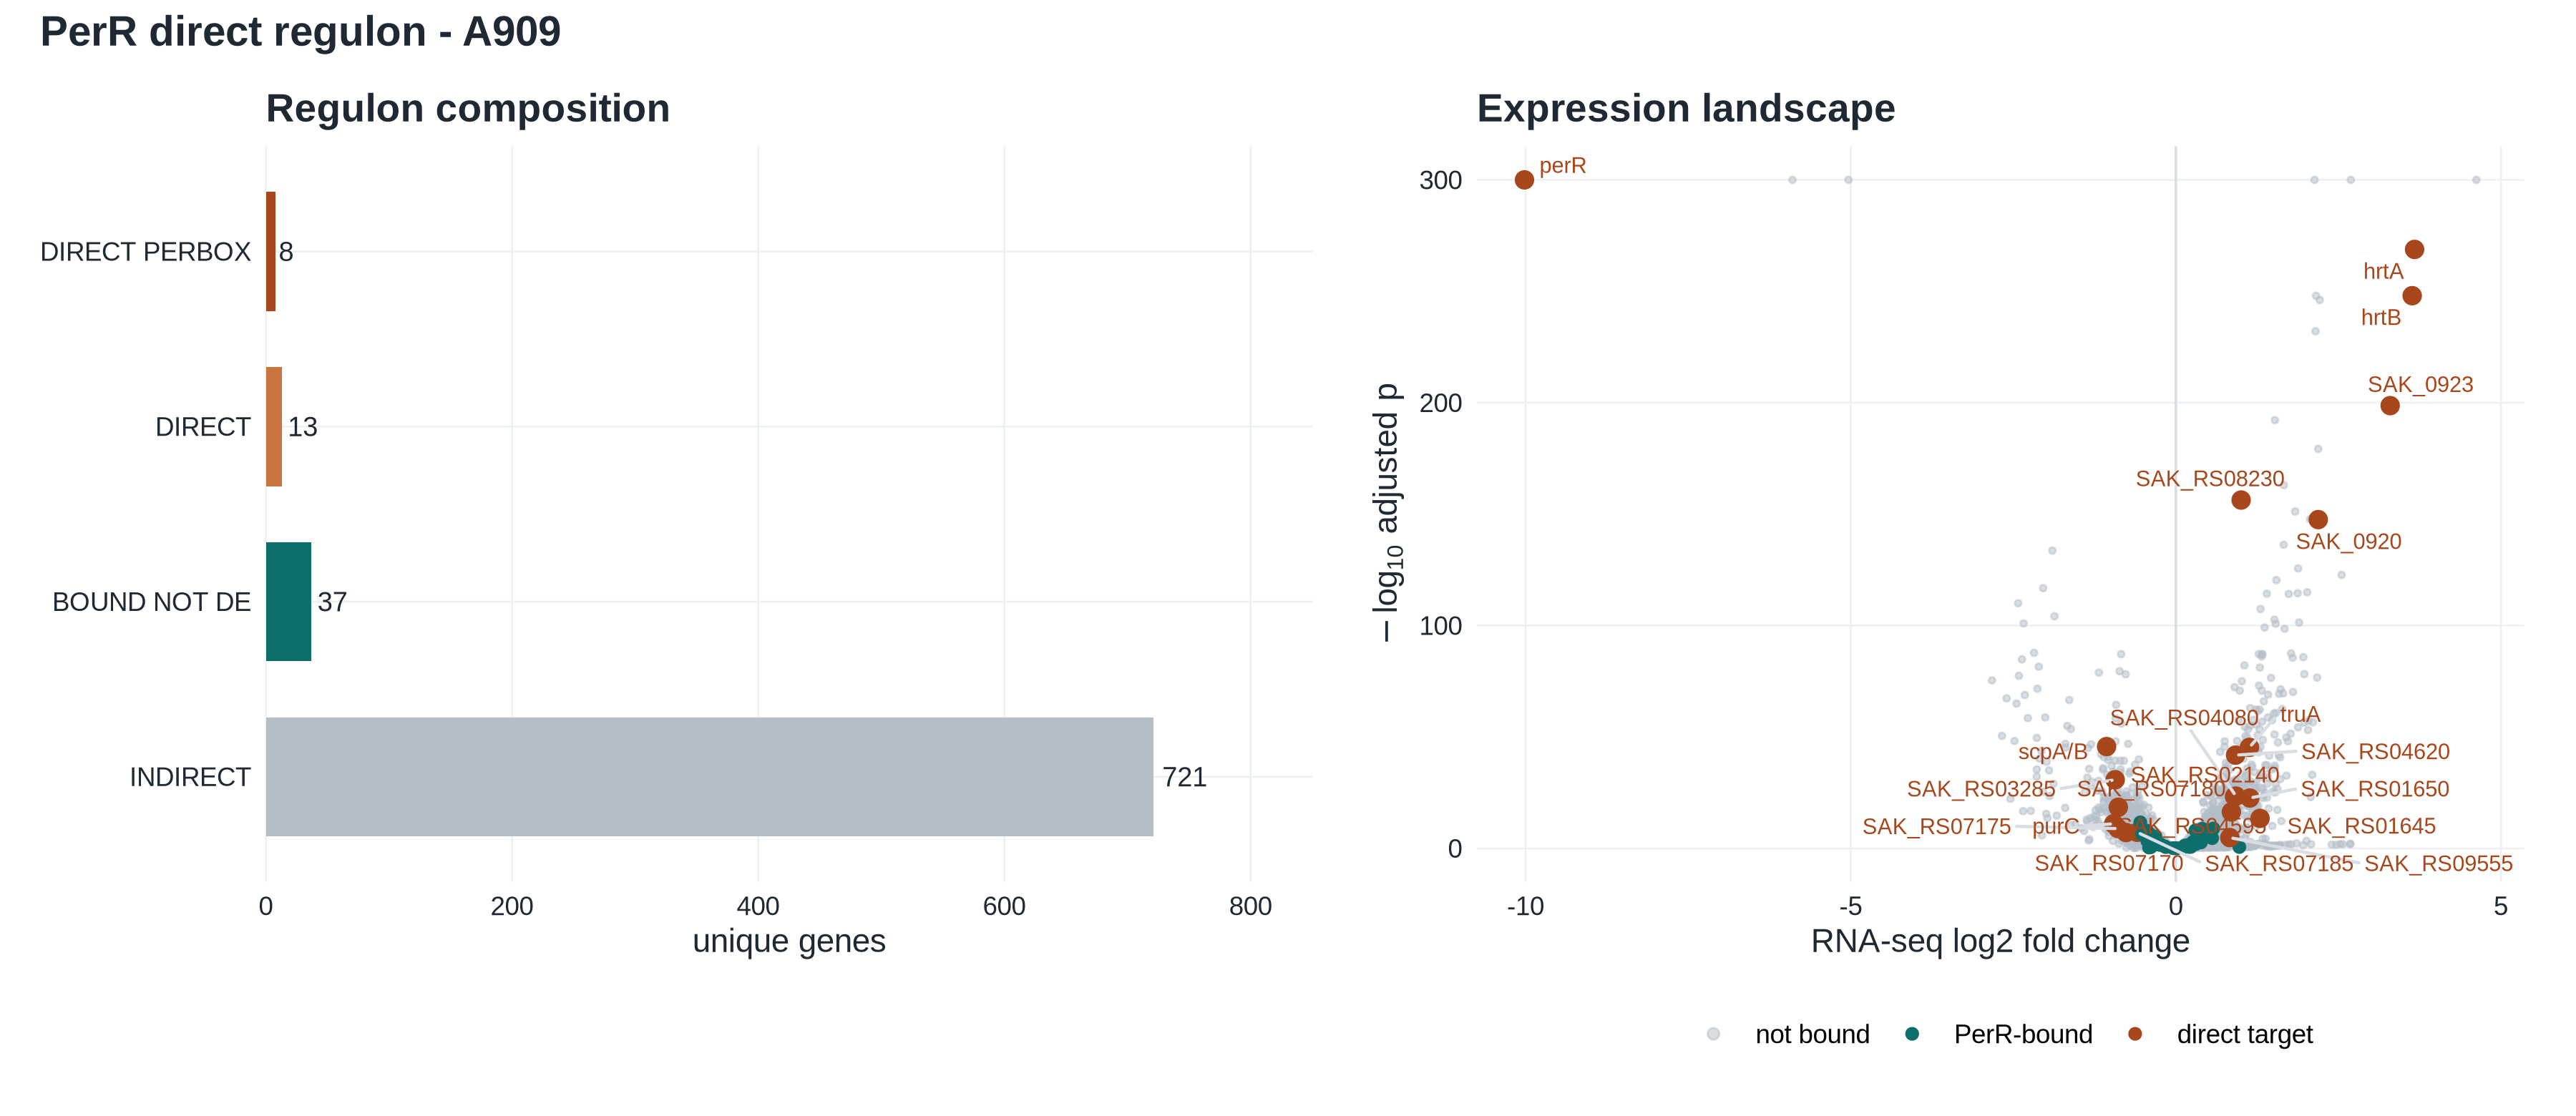 PerR direct regulon - A909
Regulon composition
DIRECT PERBOX
8
DIRECT
13
BOUND NOT DE
37
INDIRECT
721
0
200
400
600
800
unique genes
Expression landscape
− log10 adjusted p
300
200
100
0
perR
hrtA
hrtB
SAK_0923
SAK_RS08230
SAK_0920
SAK_RS04080
truA
scpA/B
SAK_RS04620
SAK_RS02140
SAK_RS03285
SAK_RS07180
SAK_RS01650
SAK_RS07175
purC
SAK_RS04595
SAK_RS01645
SAK_RS07170
SAK_RS07185
SAK_RS09555
-10
-5
0
5
RNA-seq log2 fold change
not bound
PerR-bound
direct target